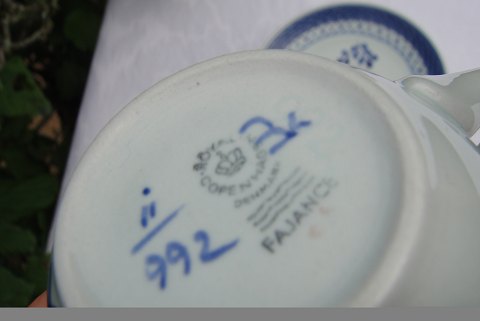 ROYAL
COPENHAGEN
DENMARK
FAJANCE
11
992